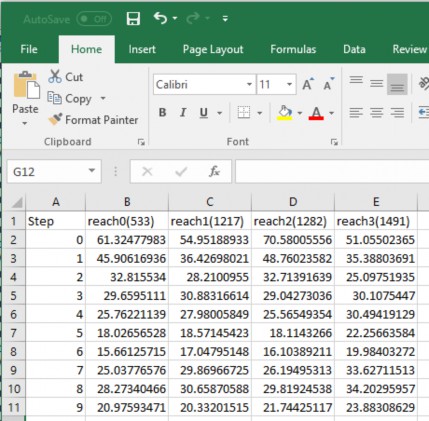 AutoSave Off
File Home Insert Page Layout Formulas Data Review
Cut
Copy
Format Painter
Paste
Calibri 11 A A
B I U A
Clipboard Font
G12 fx
A B C D E
1 Step reach0(533) reach1(1217) reach2(1282) reach3(1491)
2 0 61.32477983 54.95188933 70.58005556 51.05502365
3 1 45.90616936 36.42698021 48.76023582 35.38803691
4 2 32.815534 28.2100955 32.71391639 25.09751935
5 3 29.6595111 30.88316614 29.04273036 30.1075447
6 4 25.76221139 27.98005849 25.56549354 30.49419129
7 5 18.02656528 18.57145423 18.1143266 22.25663584
8 6 15.66125715 17.04795148 16.10389211 19.98403272
9 7 25.03776576 29.86966725 26.19495313 33.62711513
10 8 28.27340466 30.65870588 29.81924538 34.20295957
11 9 20.97593471 20.33201515 21.74425117 23.88308629